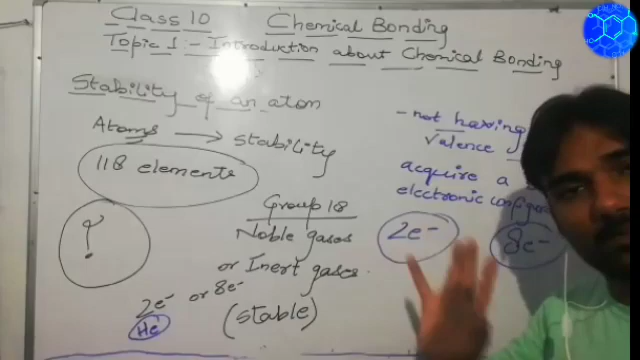 Class 10 Chemical Bonding
Topic 1 - Introduction about Chemical Bonding
Stability of an atom
Atoms → stability
118 elements
?
Group 18
Noble gases
or Inert gases.
2e⁻ or 8e⁻
He
(stable)
- not having
valence
acquire a
electronic
2e⁻ 8e⁻